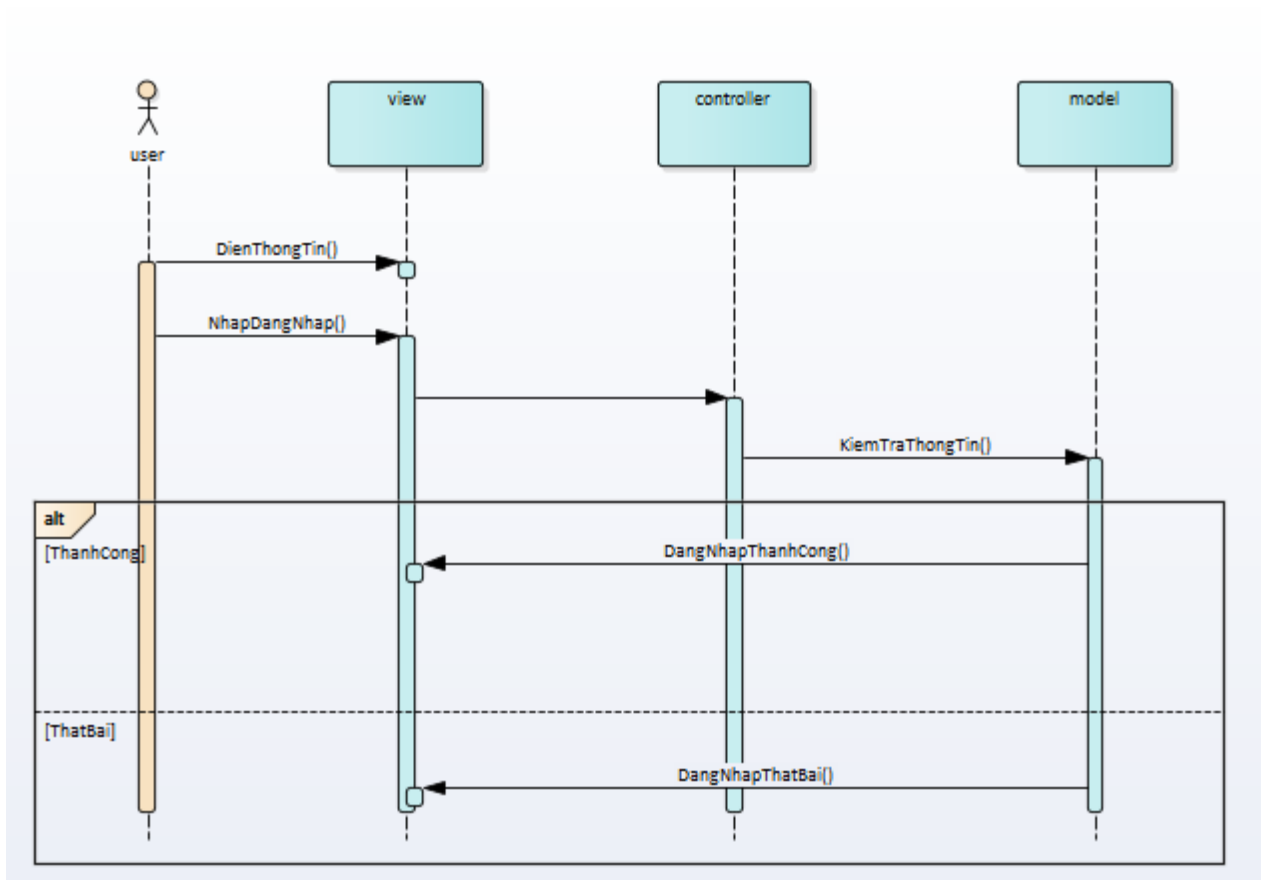 user
view
controller
model
DienThongTin()
NhapDangNhap()
KiemTraThongTin()
alt
[ThanhCong]
DangNhapThanhCong()
[ThatBai]
DangNhapThatBai()